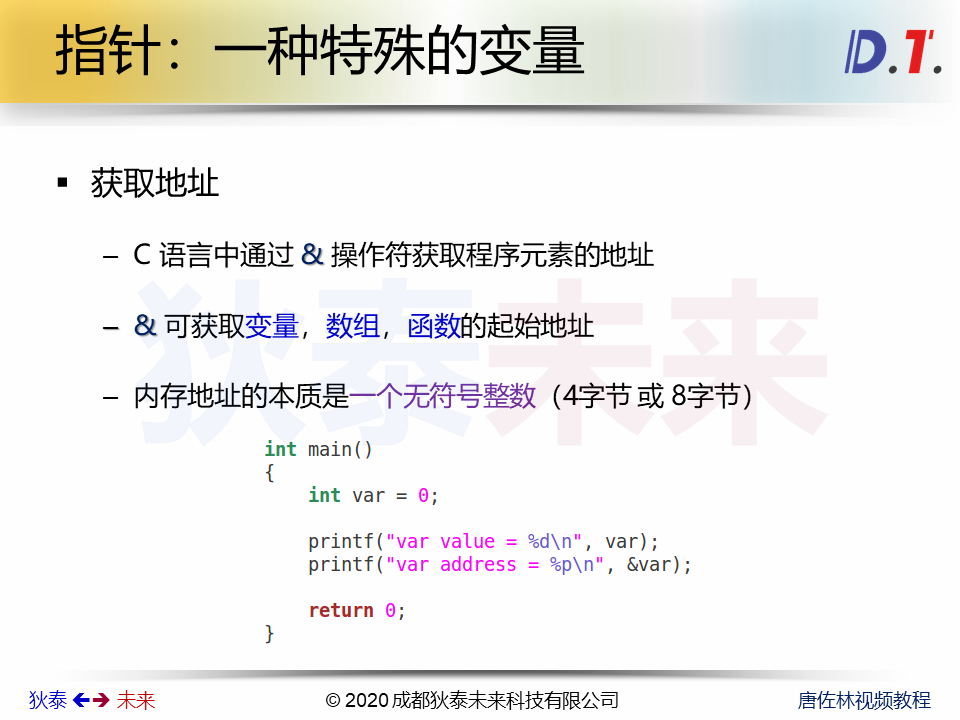 指针：一种特殊的变量
D.T.
▪ 获取地址
– C 语言中通过 & 操作符获取程序元素的地址
– & 可获取变量，数组，函数的起始地址
– 内存地址的本质是一个无符号整数（4字节 或 8字节）
狄泰未来
int main()
{
    int var = 0;
    printf("var value = %d\n", var);
    printf("var address = %p\n", &var);
    return 0;
}
狄泰 ←→ 未来
© 2020 成都狄泰未来科技有限公司
唐佐林视频教程